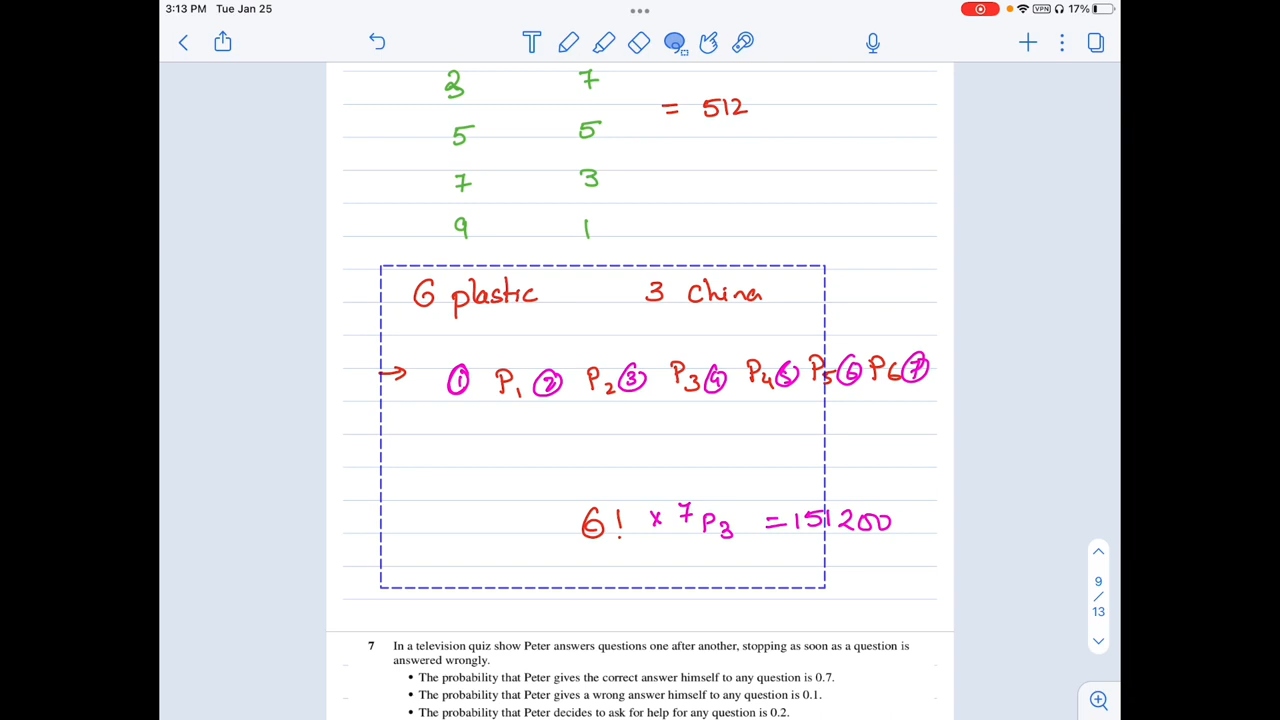 3:13 PM Tue Jan 25
17%
3 7
= 512
5 5
7 3
9 1
6 plastic 3 China
→ ① P1 ② P2 ③ P3 ④ P4 ⑤ P5 ⑥ P6 ⑦
6! × 7P3 = 151200
9
/
13
7 In a television quiz show Peter answers questions one after another, stopping as soon as a question is
answered wrongly.
• The probability that Peter gives the correct answer himself to any question is 0.7.
• The probability that Peter gives a wrong answer himself to any question is 0.1.
• The probability that Peter decides to ask for help for any question is 0.2.
VPN